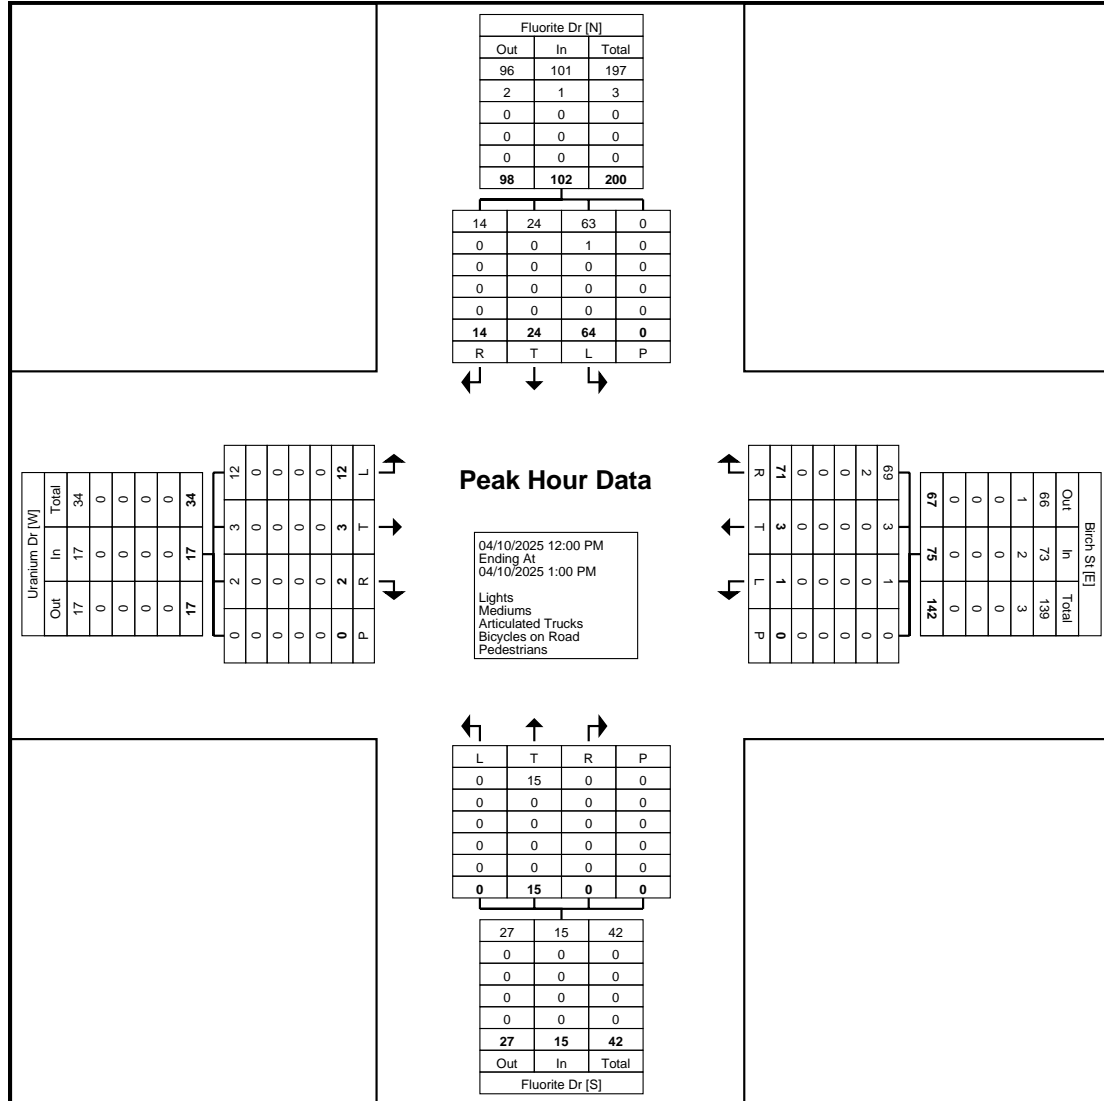 Fluorite Dr [N]
Out In Total
96 101 197
2 1 3
0 0 0
0 0 0
0 0 0
98 102 200
14 24 63 0
0 0 1 0
0 0 0 0
0 0 0 0
0 0 0 0
14 24 64 0
R T L P
Uranium Dr [W]
Total 34 0 0 0 0 34
In 17 0 0 0 0 17
Out 17 0 0 0 0 17
12 0 0 0 0 12 L
3 0 0 0 0 3 T
2 0 0 0 0 2 R
0 0 0 0 0 0 P
Peak Hour Data
04/10/2025 12:00 PM
Ending At
04/10/2025 1:00 PM
Lights
Mediums
Articulated Trucks
Bicycles on Road
Pedestrians
R 71 0 0 0 2 69
T 3 0 0 0 0 3
L 1 0 0 0 0 1
P 0 0 0 0 0 0
Birch St [E]
Out 66 1 0 0 0 67
In 73 2 0 0 0 75
Total 139 3 0 0 0 142
L T R P
0 15 0 0
0 0 0 0
0 0 0 0
0 0 0 0
0 0 0 0
0 15 0 0
27 15 42
0 0 0
0 0 0
0 0 0
0 0 0
27 15 42
Out In Total
Fluorite Dr [S]